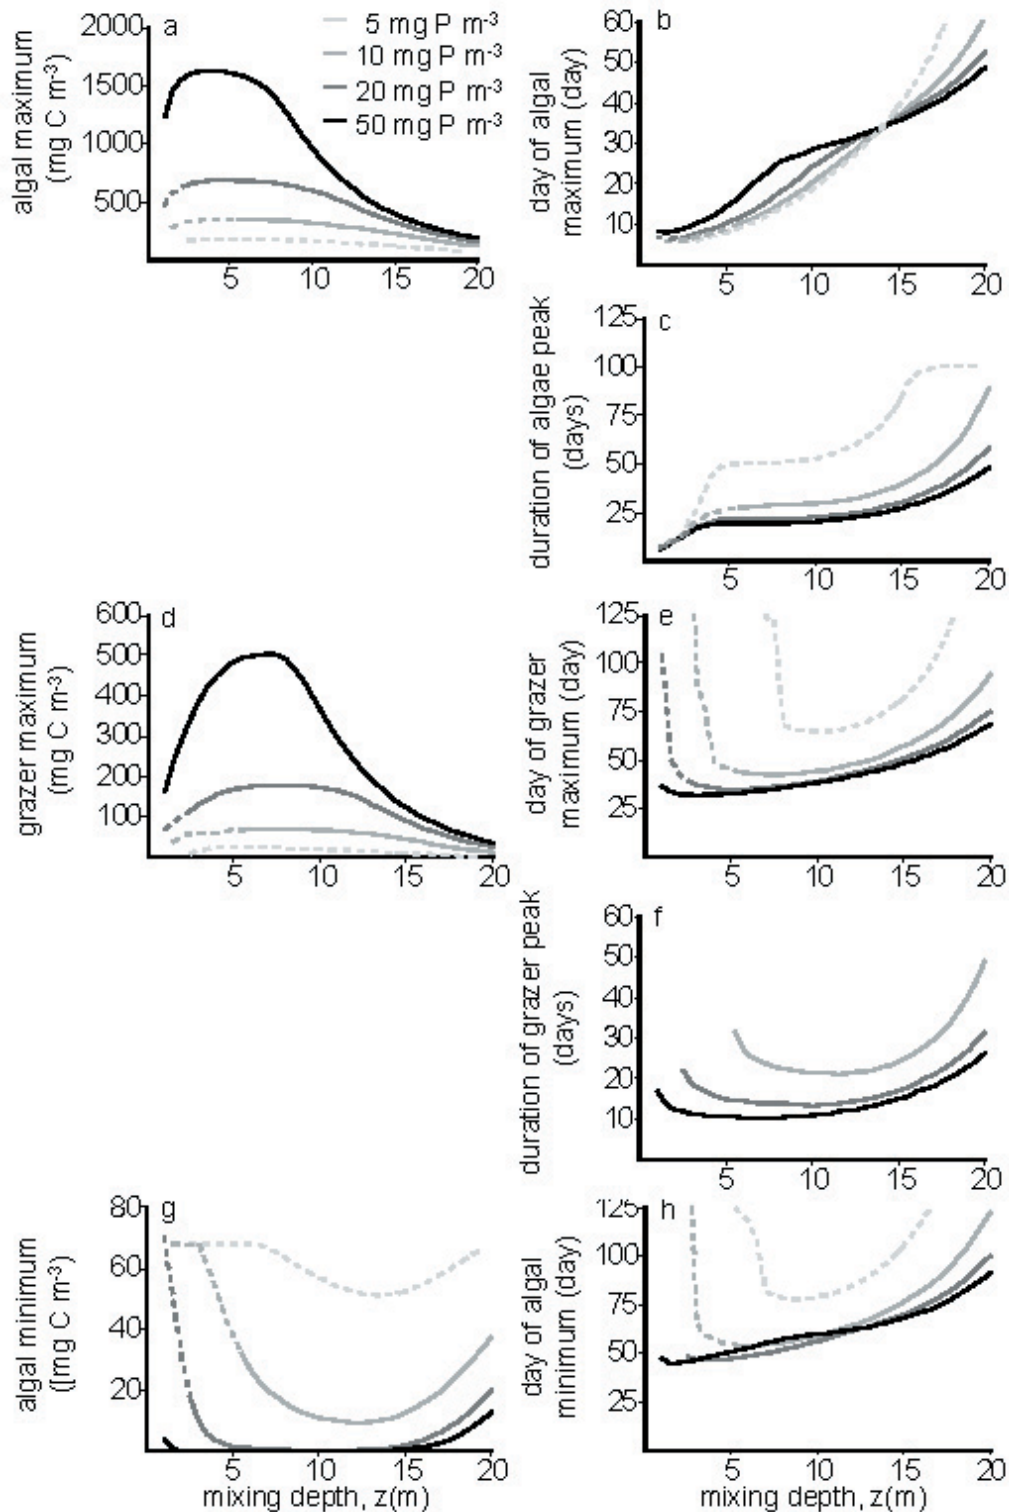 a
2000
1500
1000
500
5 10 15 20
algal maximum
(mg C m-3)
5 mg P m-3
10 mg P m-3
20 mg P m-3
50 mg P m-3
b
60
50
40
30
20
10
5 10 15 20
day of algal
maximum (day)
c
125
100
75
50
25
5 10 15 20
duration of algae peak
(days)
d
600
500
400
300
200
100
5 10 15 20
grazer maximum
(mg C m-3)
e
125
100
75
50
25
5 10 15 20
day of grazer
maximum (day)
f
60
50
40
30
20
10
5 10 15 20
duration of grazer peak
(days)
g
80
60
40
20
5 10 15 20
algal minimum
([mg C m-3)
mixing depth, z(m)
h
125
100
75
50
25
5 10 15 20
day of algal
minimum (day)
mixing depth, z(m)